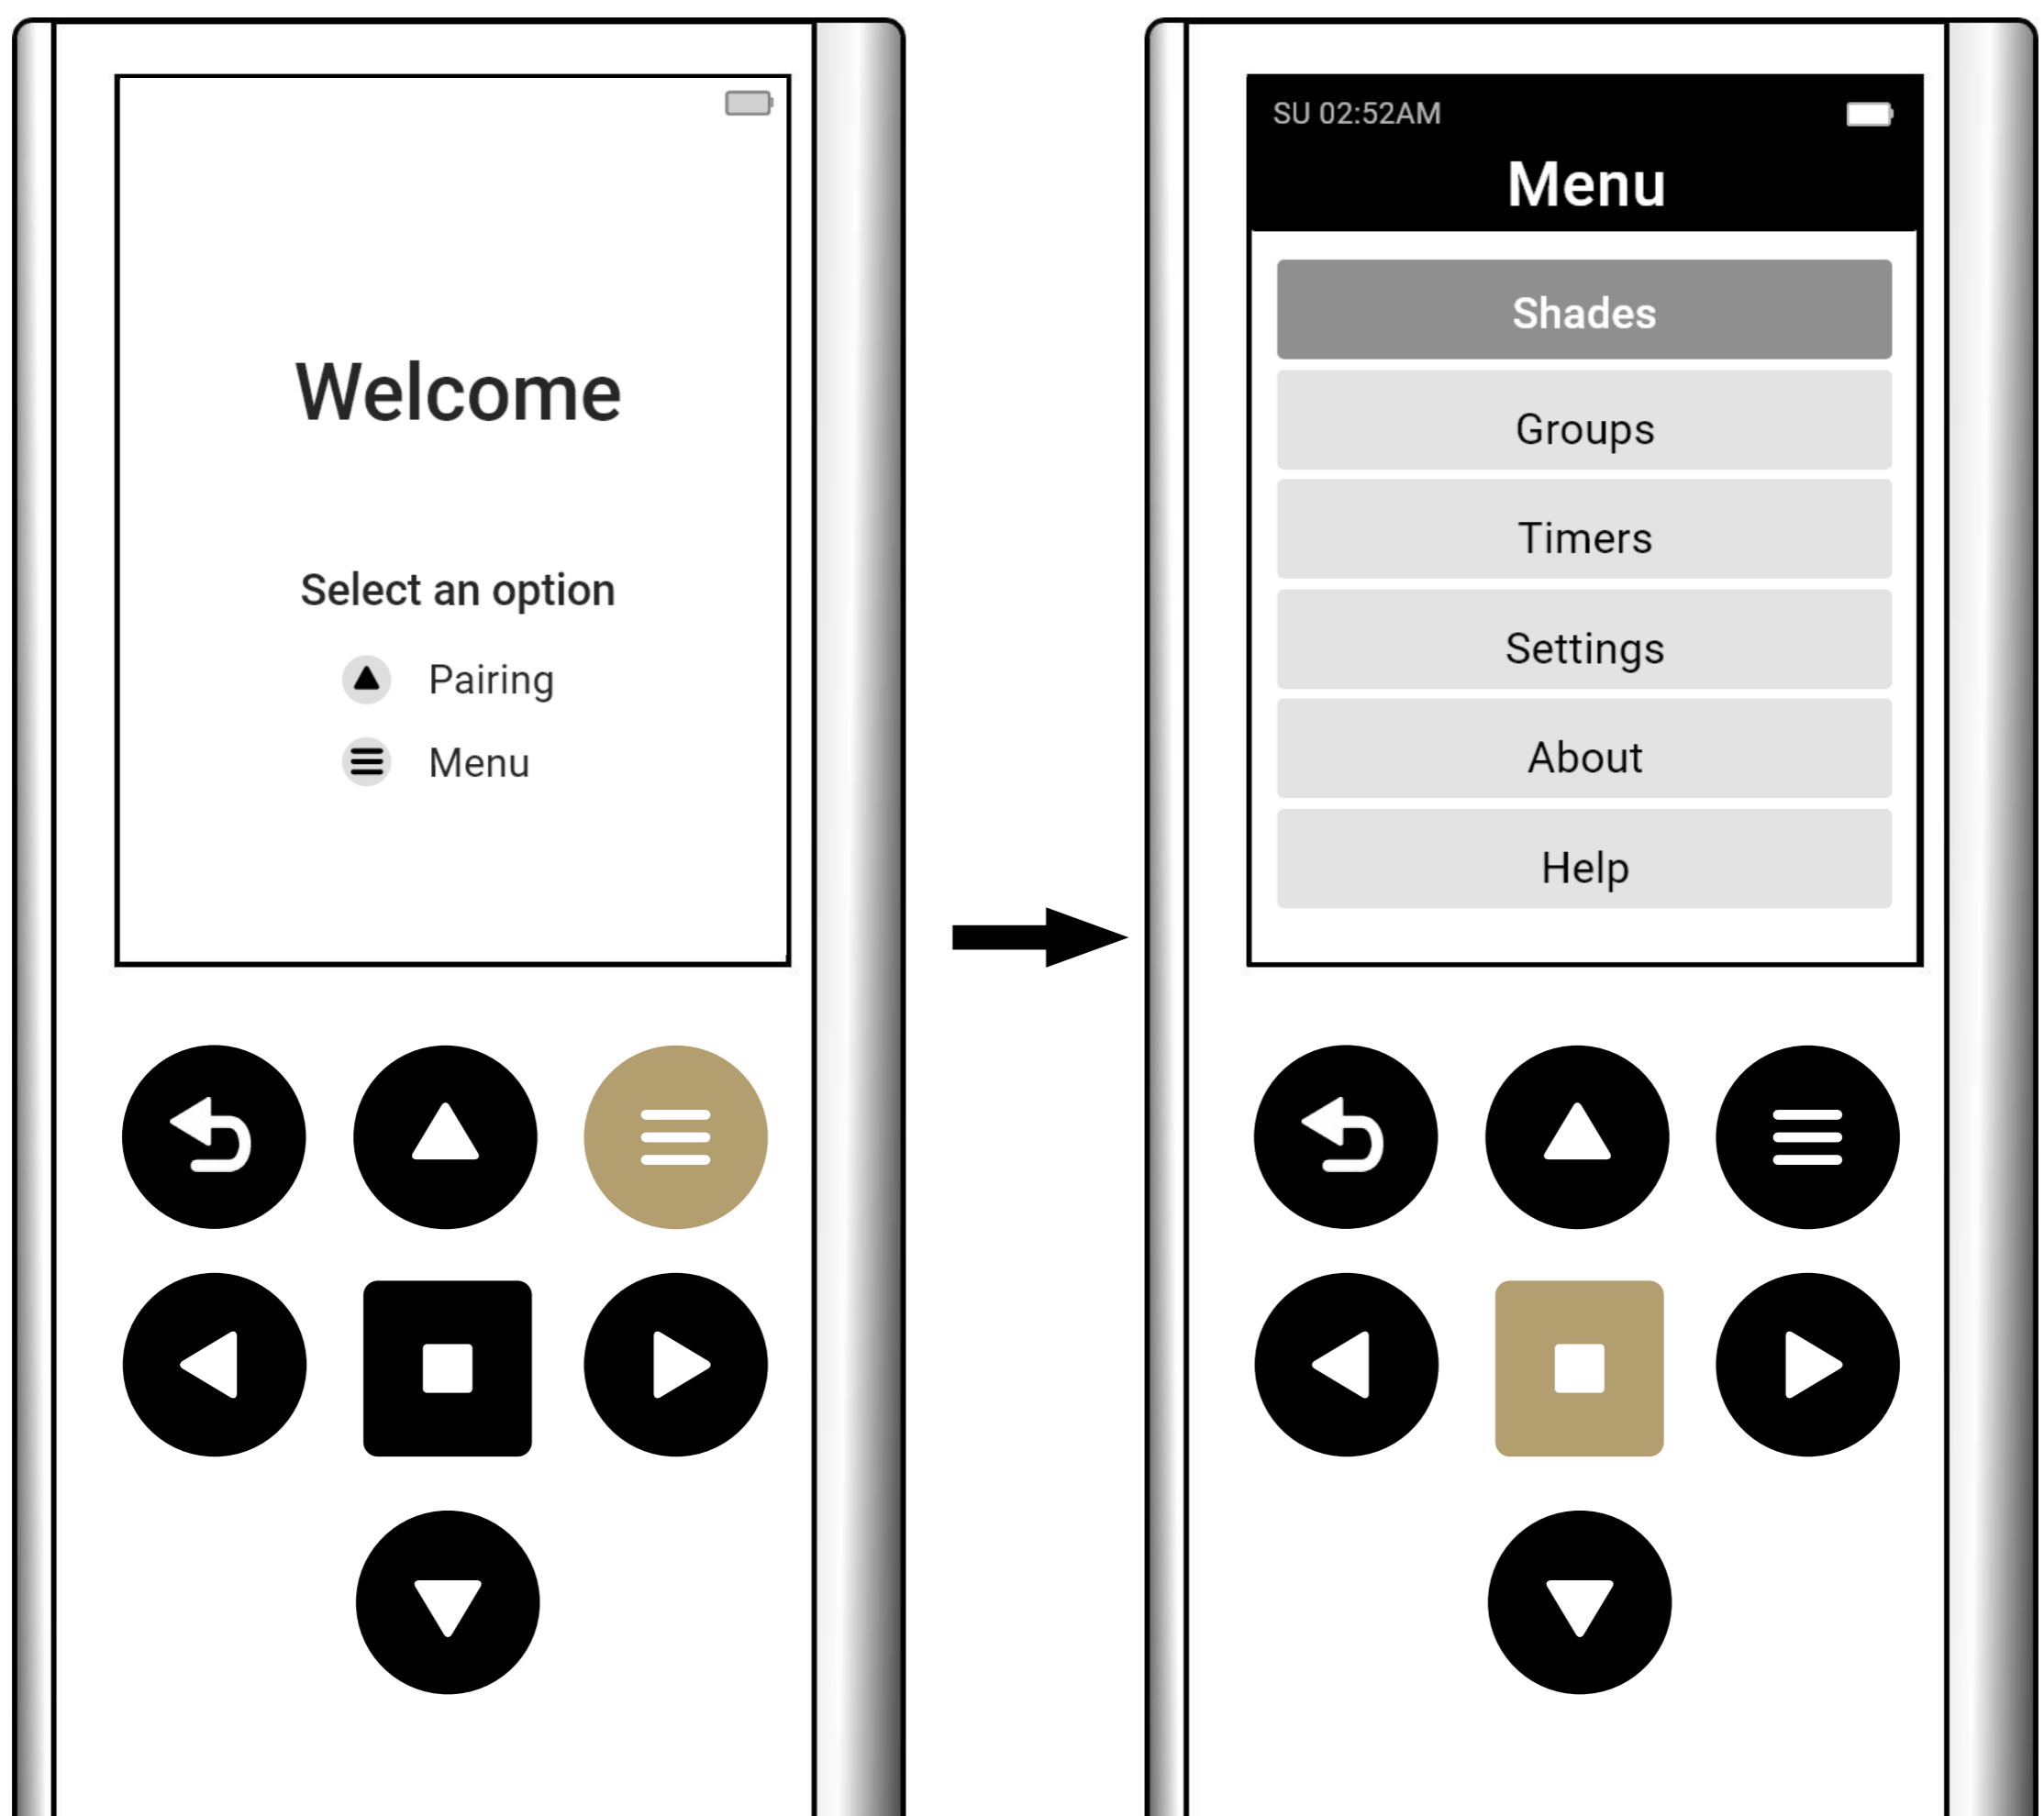 Welcome
Select an option
Pairing
Menu
SU 02:52AM
Menu
Shades
Groups
Timers
Settings
About
Help